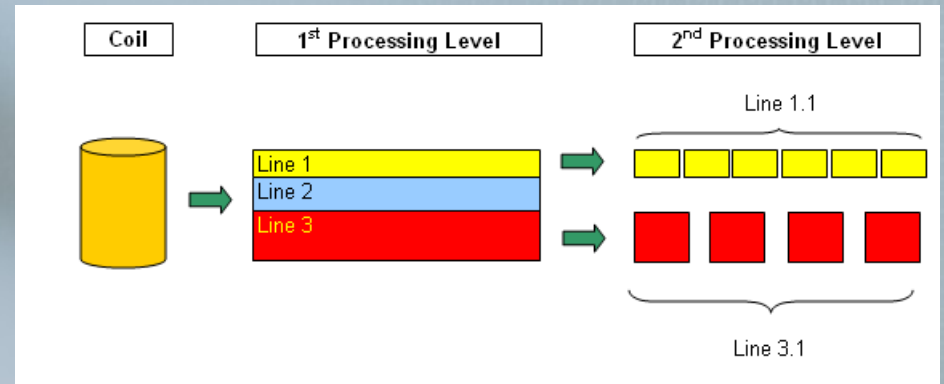 Coil
1st Processing Level
2nd Processing Level
Line 1.1
Line 1
Line 2
Line 3
Line 3.1